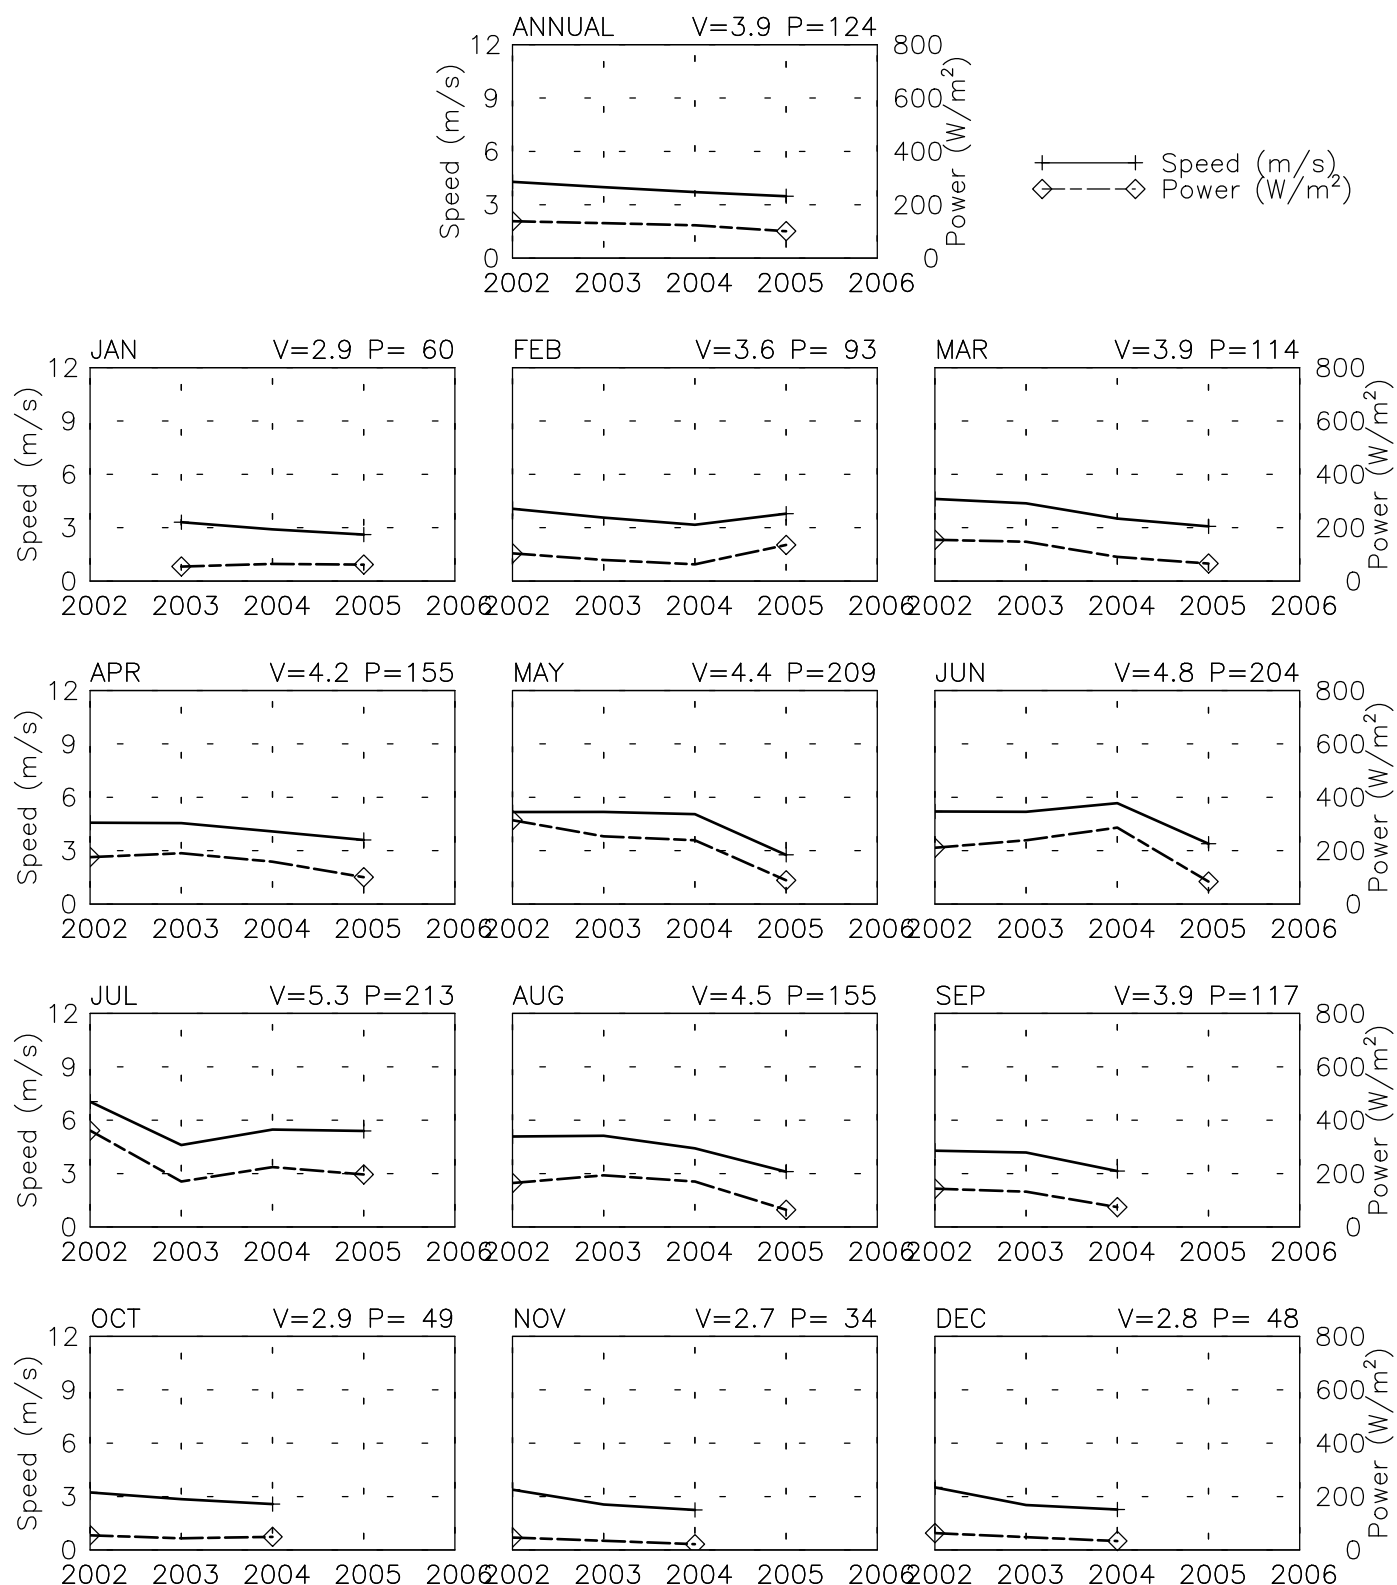 ANNUAL V=3.9 P=124
12 800
9 600
6 400
3 200
0 0
Speed (m/s)
Power (W/m²)
2002 2003 2004 2005 2006
Speed (m/s)
Power (W/m²)
JAN V=2.9 P= 60 FEB V=3.6 P= 93 MAR V=3.9 P=114
12 800
9 600
6 400
3 200
0 0
Speed (m/s)
Power (W/m²)
2002 2003 2004 2005 2006 2002 2003 2004 2005 2006 2002 2003 2004 2005 2006
APR V=4.2 P=155 MAY V=4.4 P=209 JUN V=4.8 P=204
12 800
9 600
6 400
3 200
0 0
Speed (m/s)
Power (W/m²)
2002 2003 2004 2005 2006 2002 2003 2004 2005 2006 2002 2003 2004 2005 2006
JUL V=5.3 P=213 AUG V=4.5 P=155 SEP V=3.9 P=117
12 800
9 600
6 400
3 200
0 0
Speed (m/s)
Power (W/m²)
2002 2003 2004 2005 2006 2002 2003 2004 2005 2006 2002 2003 2004 2005 2006
OCT V=2.9 P= 49 NOV V=2.7 P= 34 DEC V=2.8 P= 48
12 800
9 600
6 400
3 200
0 0
Speed (m/s)
Power (W/m²)
2002 2003 2004 2005 2006 2002 2003 2004 2005 2006 2002 2003 2004 2005 2006